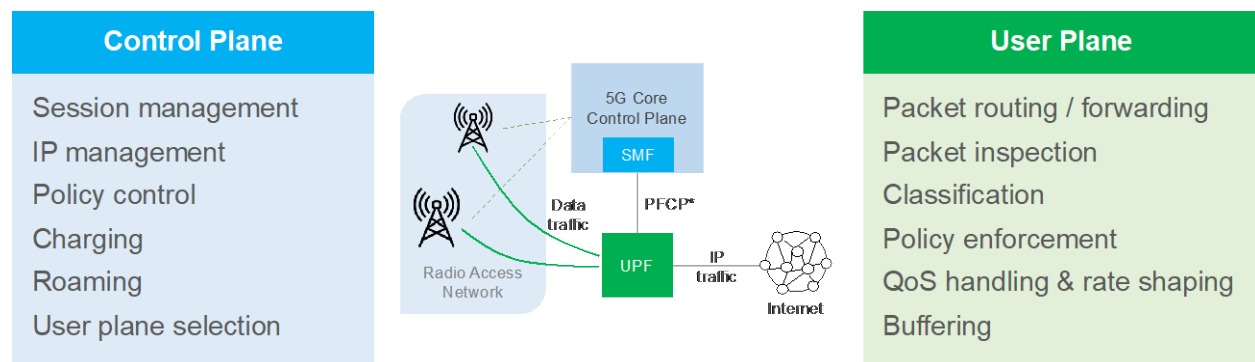 Control Plane
Session management
IP management
Policy control
Charging
Roaming
User plane selection
5G Core
Control Plane
SMF
PFCP*
Data
traffic
UPF
IP
traffic
Internet
Radio Access
Network
User Plane
Packet routing / forwarding
Packet inspection
Classification
Policy enforcement
QoS handling & rate shaping
Buffering